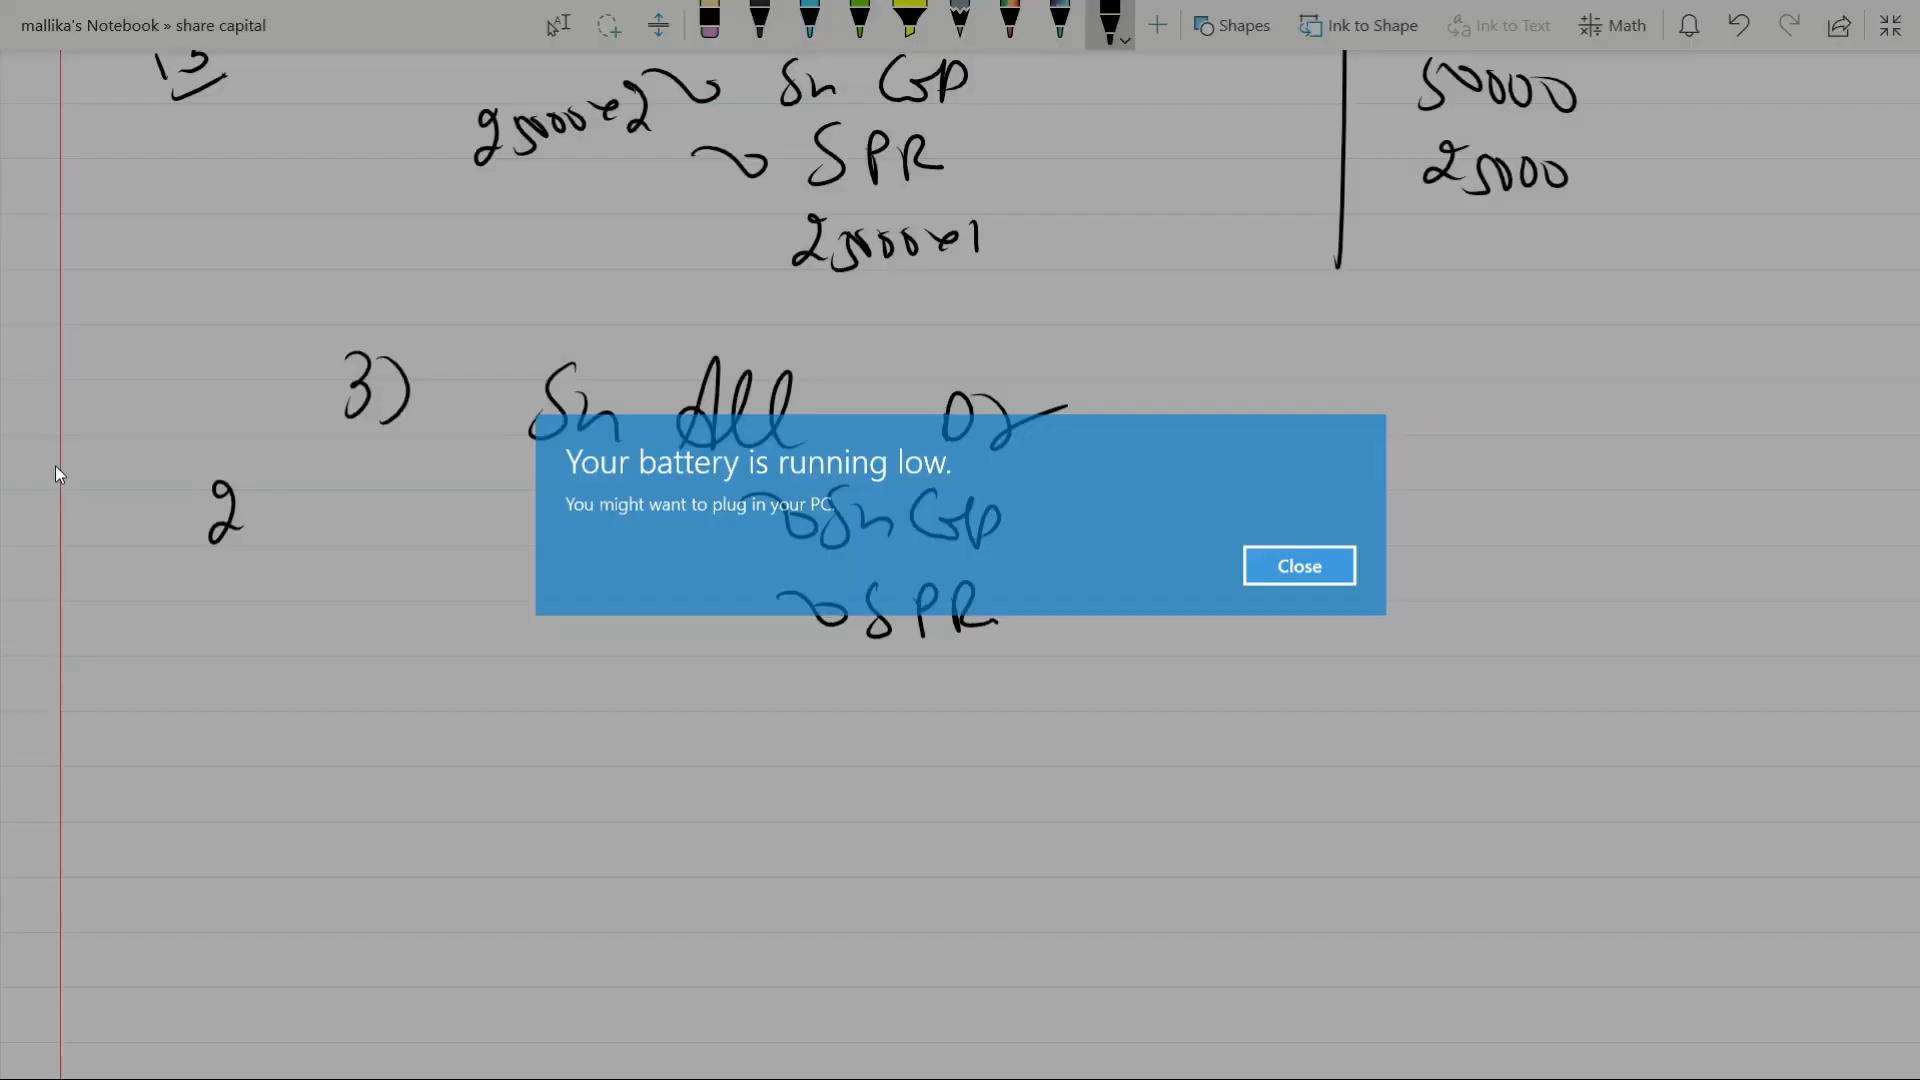 mallika's Notebook » share capital
Shapes
Ink to Shape
Ink to Text
Math
Sh Cap
50000
25000×2
SPR
25000
25000×1
3) Sh All Dr
Your battery is running low.
You might want to plug in your PC.
2
Sh Cap
Close
SPR